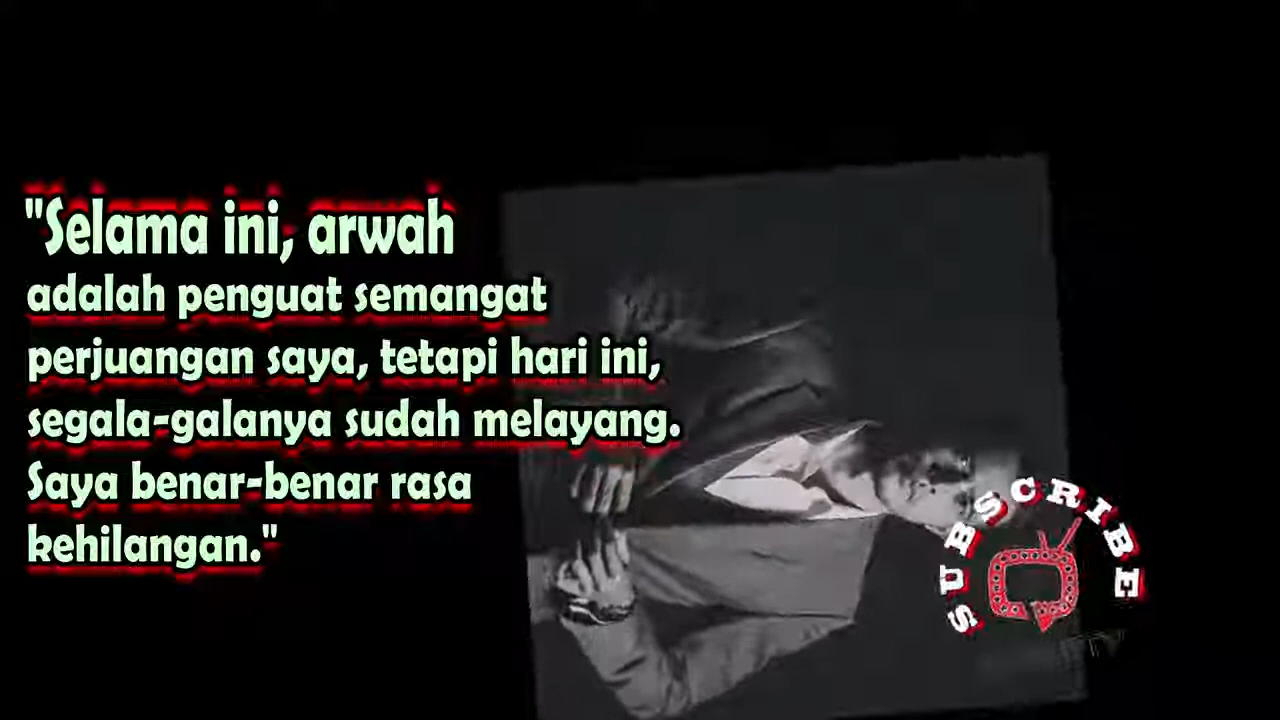 "Selama ini, arwah
adalah penguat semangat
perjuangan saya, tetapi hari ini,
segala-galanya sudah melayang.
Saya benar-benar rasa
kehilangan."
SUBSCRIBE